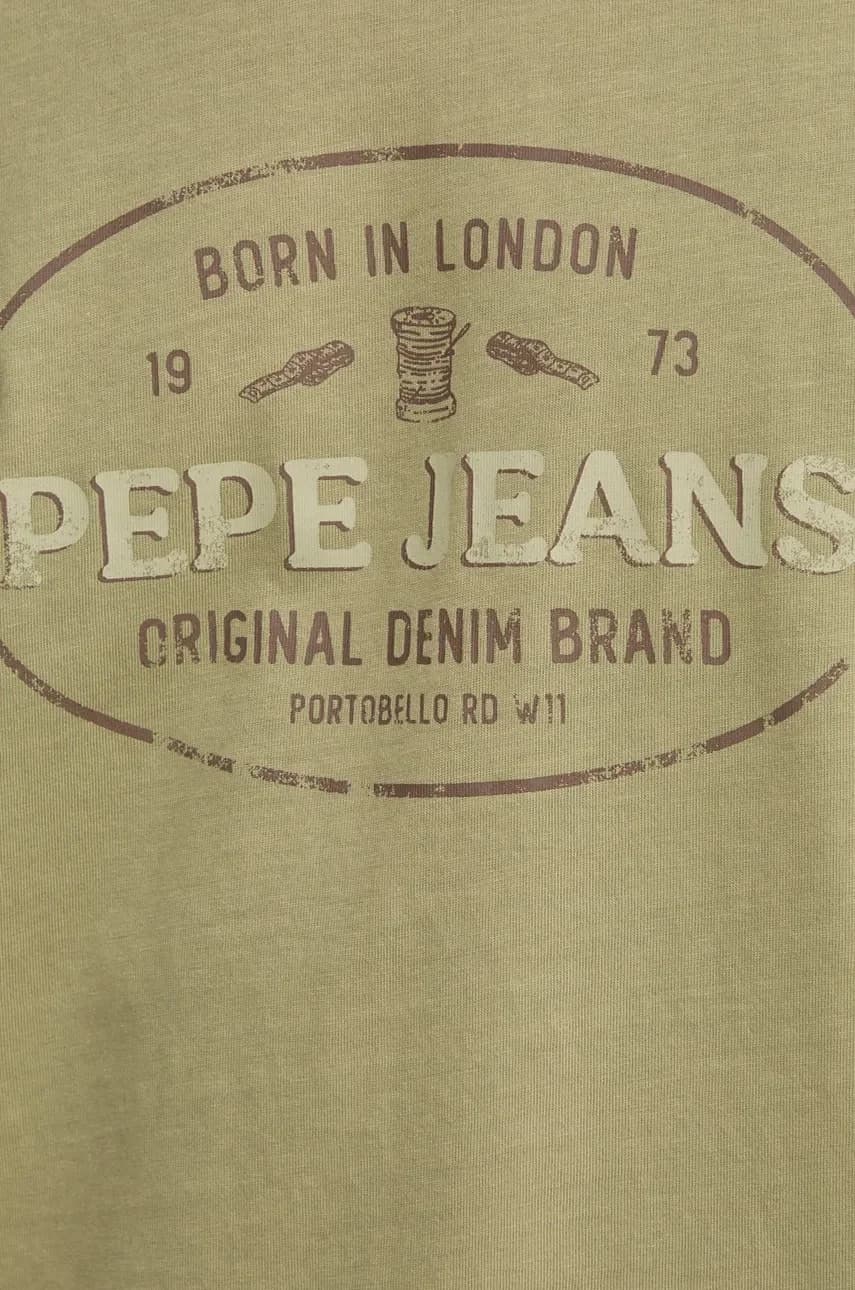 BORN IN LONDON
19 73
PEPE JEANS
ORIGINAL DENIM BRAND
PORTOBELLO RD W11